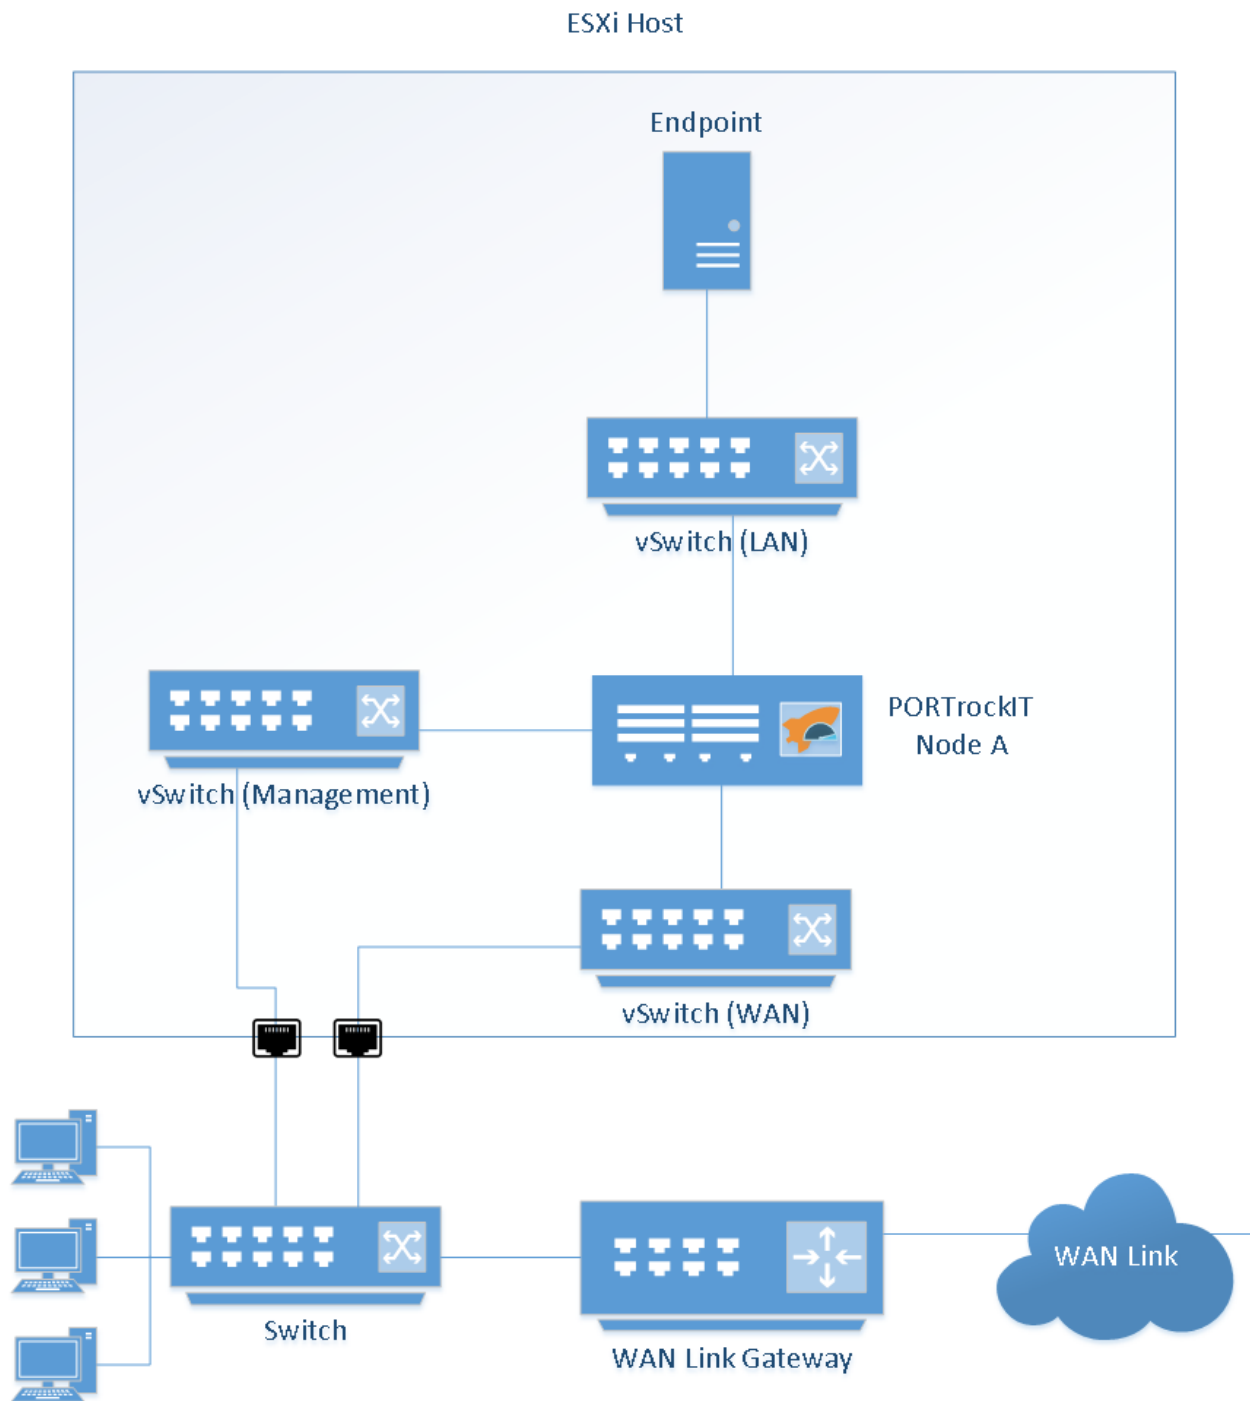 ESXi Host
Endpoint
vSwitch (LAN)
PORTrockIT
Node A
vSwitch (Management)
vSwitch (WAN)
WAN Link
Switch
WAN Link Gateway